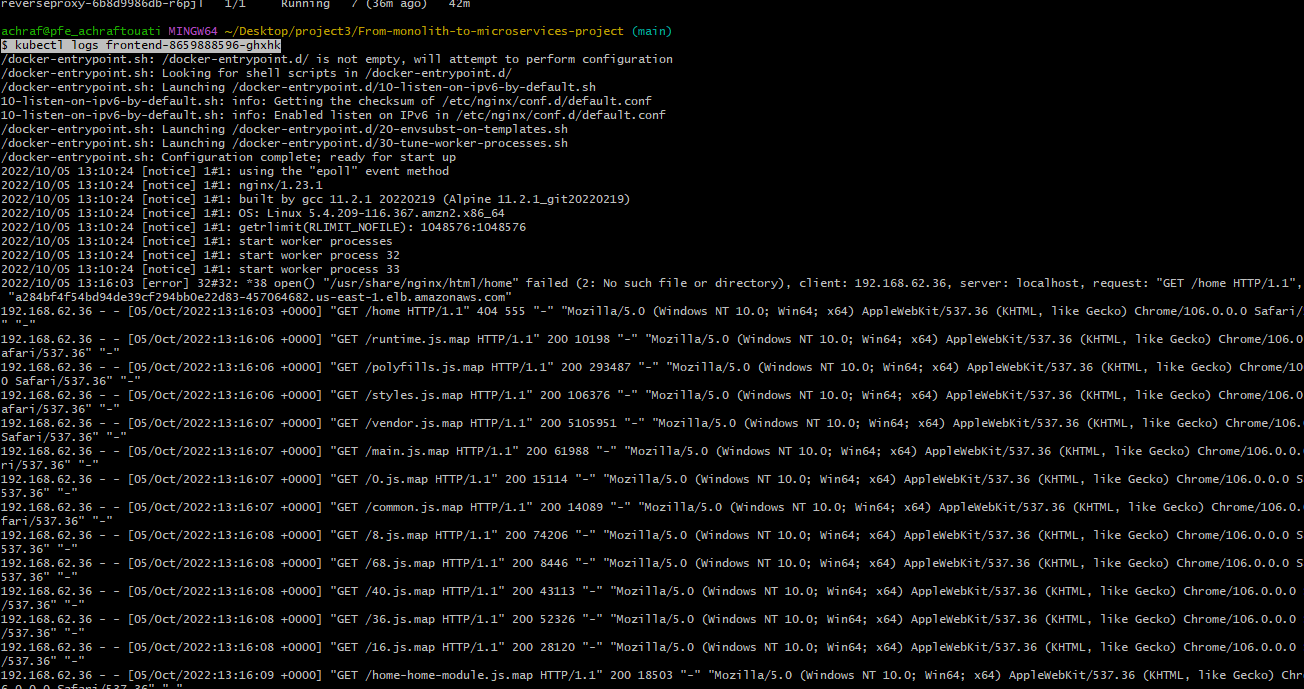 reverseproxy-6b8d9986db-r6pjl   1/1     Running   7 (36m ago)   42m
achraf@pfe_achraftouati MINGW64 ~/Desktop/project3/From-monolith-to-microservices-project (main)
$ kubectl logs frontend-8659888596-ghxhk
/docker-entrypoint.sh: /docker-entrypoint.d/ is not empty, will attempt to perform configuration
/docker-entrypoint.sh: Looking for shell scripts in /docker-entrypoint.d/
/docker-entrypoint.sh: Launching /docker-entrypoint.d/10-listen-on-ipv6-by-default.sh
10-listen-on-ipv6-by-default.sh: info: Getting the checksum of /etc/nginx/conf.d/default.conf
10-listen-on-ipv6-by-default.sh: info: Enabled listen on IPv6 in /etc/nginx/conf.d/default.conf
/docker-entrypoint.sh: Launching /docker-entrypoint.d/20-envsubst-on-templates.sh
/docker-entrypoint.sh: Launching /docker-entrypoint.d/30-tune-worker-processes.sh
/docker-entrypoint.sh: Configuration complete; ready for start up
2022/10/05 13:10:24 [notice] 1#1: using the "epoll" event method
2022/10/05 13:10:24 [notice] 1#1: nginx/1.23.1
2022/10/05 13:10:24 [notice] 1#1: built by gcc 11.2.1 20220219 (Alpine 11.2.1_git20220219)
2022/10/05 13:10:24 [notice] 1#1: OS: Linux 5.4.209-116.367.amzn2.x86_64
2022/10/05 13:10:24 [notice] 1#1: getrlimit(RLIMIT_NOFILE): 1048576:1048576
2022/10/05 13:10:24 [notice] 1#1: start worker processes
2022/10/05 13:10:24 [notice] 1#1: start worker process 32
2022/10/05 13:10:24 [notice] 1#1: start worker process 33
2022/10/05 13:16:03 [error] 32#32: *38 open() "/usr/share/nginx/html/home" failed (2: No such file or directory), client: 192.168.62.36, server: localhost, request: "GET /home HTTP/1.1",
"a284bf4f54bd94de39cf294bb0e22d83-457064682.us-east-1.elb.amazonaws.com"
192.168.62.36 - - [05/Oct/2022:13:16:03 +0000] "GET /home HTTP/1.1" 404 555 "-" "Mozilla/5.0 (Windows NT 10.0; Win64; x64) AppleWebKit/537.36 (KHTML, like Gecko) Chrome/106.0.0.0 Safari/
" "-"
192.168.62.36 - - [05/Oct/2022:13:16:06 +0000] "GET /runtime.js.map HTTP/1.1" 200 10198 "-" "Mozilla/5.0 (Windows NT 10.0; Win64; x64) AppleWebKit/537.36 (KHTML, like Gecko) Chrome/106.0
afari/537.36" "-"
192.168.62.36 - - [05/Oct/2022:13:16:06 +0000] "GET /polyfills.js.map HTTP/1.1" 200 293487 "-" "Mozilla/5.0 (Windows NT 10.0; Win64; x64) AppleWebKit/537.36 (KHTML, like Gecko) Chrome/10
0 Safari/537.36" "-"
192.168.62.36 - - [05/Oct/2022:13:16:06 +0000] "GET /styles.js.map HTTP/1.1" 200 106376 "-" "Mozilla/5.0 (Windows NT 10.0; Win64; x64) AppleWebKit/537.36 (KHTML, like Gecko) Chrome/106.0
afari/537.36" "-"
192.168.62.36 - - [05/Oct/2022:13:16:07 +0000] "GET /vendor.js.map HTTP/1.1" 200 5105951 "-" "Mozilla/5.0 (Windows NT 10.0; Win64; x64) AppleWebKit/537.36 (KHTML, like Gecko) Chrome/106.
Safari/537.36" "-"
192.168.62.36 - - [05/Oct/2022:13:16:07 +0000] "GET /main.js.map HTTP/1.1" 200 61988 "-" "Mozilla/5.0 (Windows NT 10.0; Win64; x64) AppleWebKit/537.36 (KHTML, like Gecko) Chrome/106.0.0.
ri/537.36" "-"
192.168.62.36 - - [05/Oct/2022:13:16:07 +0000] "GET /0.js.map HTTP/1.1" 200 15114 "-" "Mozilla/5.0 (Windows NT 10.0; Win64; x64) AppleWebKit/537.36 (KHTML, like Gecko) Chrome/106.0.0.0 S
537.36" "-"
192.168.62.36 - - [05/Oct/2022:13:16:07 +0000] "GET /common.js.map HTTP/1.1" 200 14089 "-" "Mozilla/5.0 (Windows NT 10.0; Win64; x64) AppleWebKit/537.36 (KHTML, like Gecko) Chrome/106.0.
fari/537.36" "-"
192.168.62.36 - - [05/Oct/2022:13:16:08 +0000] "GET /8.js.map HTTP/1.1" 200 74206 "-" "Mozilla/5.0 (Windows NT 10.0; Win64; x64) AppleWebKit/537.36 (KHTML, like Gecko) Chrome/106.0.0.0 S
537.36" "-"
192.168.62.36 - - [05/Oct/2022:13:16:08 +0000] "GET /68.js.map HTTP/1.1" 200 8446 "-" "Mozilla/5.0 (Windows NT 10.0; Win64; x64) AppleWebKit/537.36 (KHTML, like Gecko) Chrome/106.0.0.0 S
537.36" "-"
192.168.62.36 - - [05/Oct/2022:13:16:08 +0000] "GET /40.js.map HTTP/1.1" 200 43113 "-" "Mozilla/5.0 (Windows NT 10.0; Win64; x64) AppleWebKit/537.36 (KHTML, like Gecko) Chrome/106.0.0.0
/537.36" "-"
192.168.62.36 - - [05/Oct/2022:13:16:08 +0000] "GET /36.js.map HTTP/1.1" 200 52326 "-" "Mozilla/5.0 (Windows NT 10.0; Win64; x64) AppleWebKit/537.36 (KHTML, like Gecko) Chrome/106.0.0.0
/537.36" "-"
192.168.62.36 - - [05/Oct/2022:13:16:08 +0000] "GET /16.js.map HTTP/1.1" 200 28120 "-" "Mozilla/5.0 (Windows NT 10.0; Win64; x64) AppleWebKit/537.36 (KHTML, like Gecko) Chrome/106.0.0.0
/537.36" "-"
192.168.62.36 - - [05/Oct/2022:13:16:09 +0000] "GET /home-home-module.js.map HTTP/1.1" 200 18503 "-" "Mozilla/5.0 (Windows NT 10.0; Win64; x64) AppleWebKit/537.36 (KHTML, like Gecko) Chr
6.0.0.0 Safari/537.36" "-"